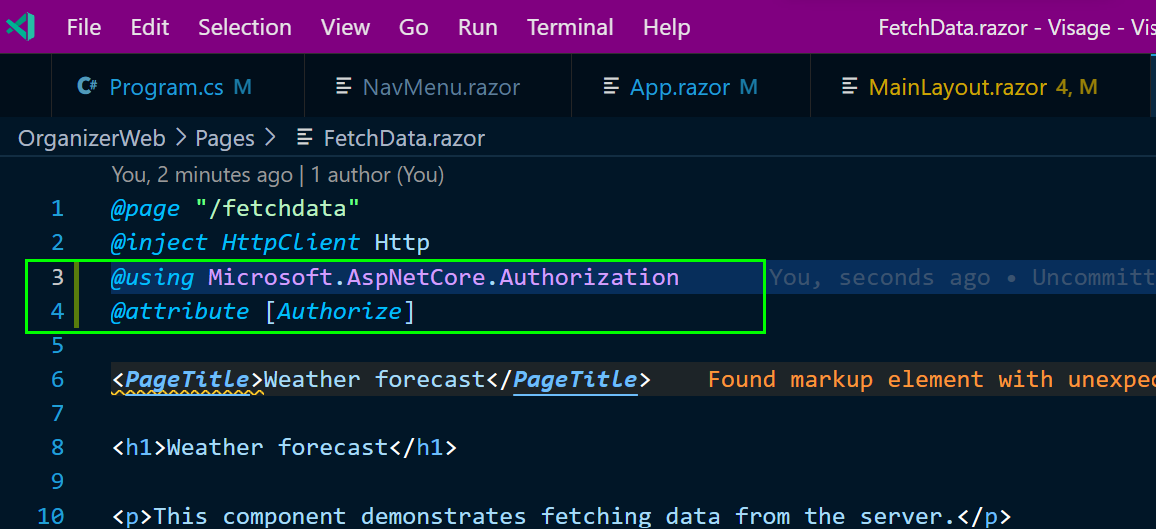 File Edit Selection View Go Run Terminal Help FetchData.razor - Visage - Vis
C# Program.cs M NavMenu.razor App.razor M MainLayout.razor 4, M
OrganizerWeb > Pages > FetchData.razor
You, 2 minutes ago | 1 author (You)
1 @page "/fetchdata"
2 @inject HttpClient Http
3 @using Microsoft.AspNetCore.Authorization You, seconds ago • Uncommitt
4 @attribute [Authorize]
5
6 <PageTitle>Weather forecast</PageTitle> Found markup element with unexpec
7
8 <h1>Weather forecast</h1>
9
10 <p>This component demonstrates fetching data from the server.</p>